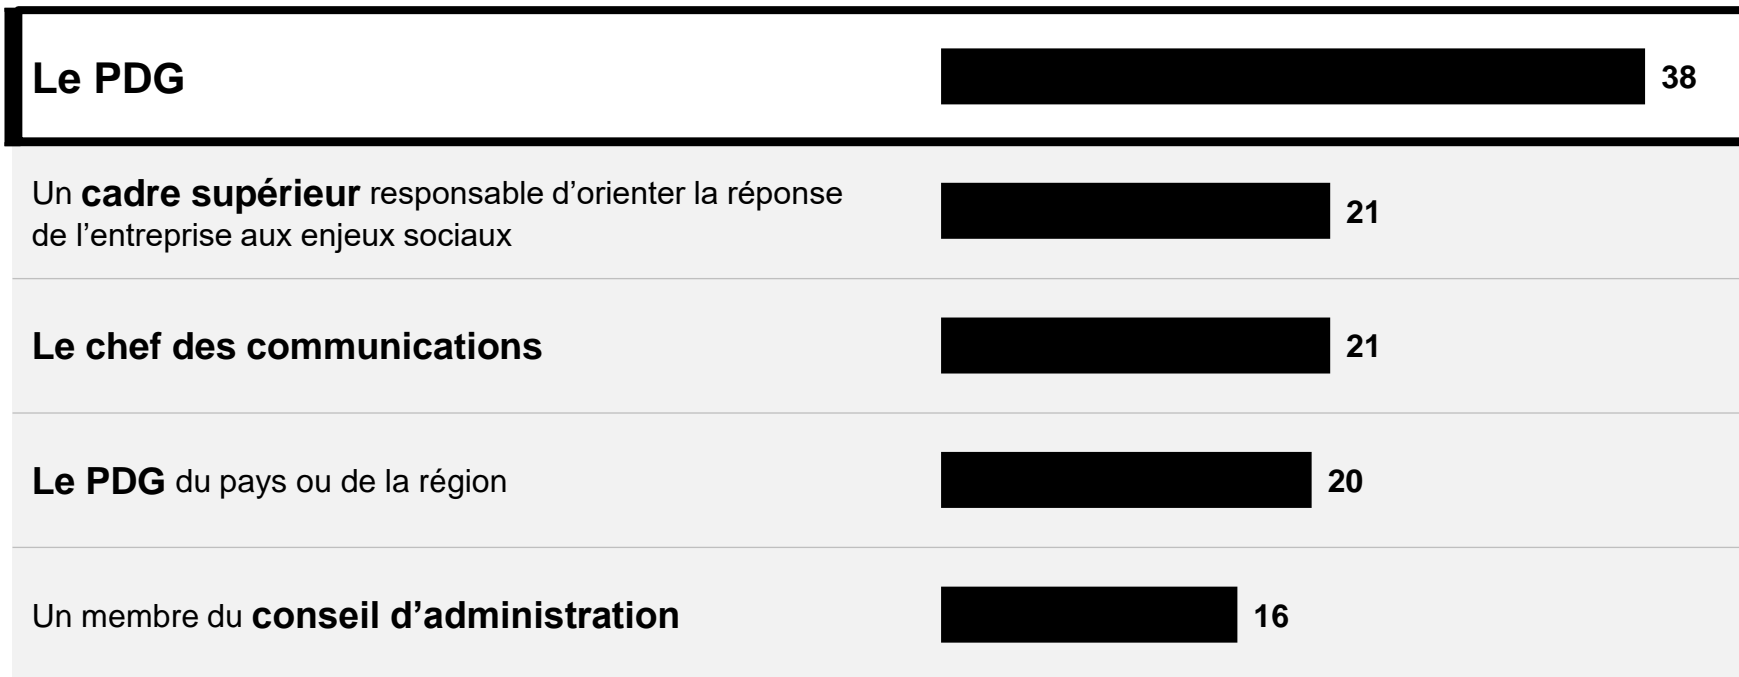 Le PDG 38
Un cadre supérieur responsable d’orienter la réponse
de l’entreprise aux enjeux sociaux
21
Le chef des communications 21
Le PDG du pays ou de la région 20
Un membre du conseil d’administration 16